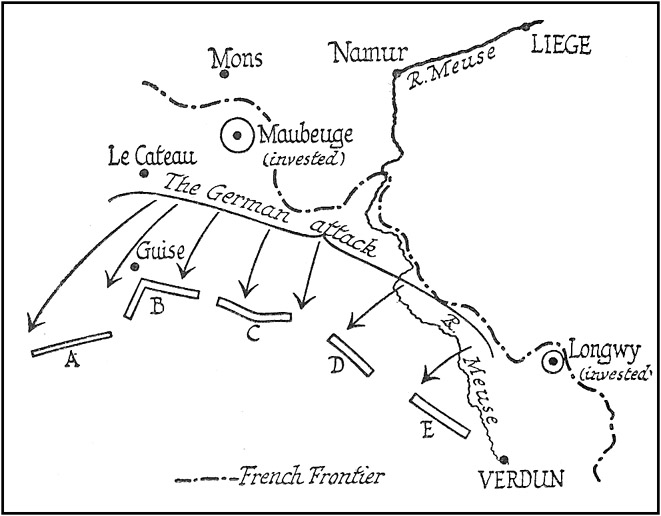 Mons
Namur
LIEGE
R. Meuse
Maubeuge
(invested)
Le Cateau
The German attack
Guise
A
B
C
D
E
R. Meuse
Longwy
(invested)
VERDUN
French Frontier